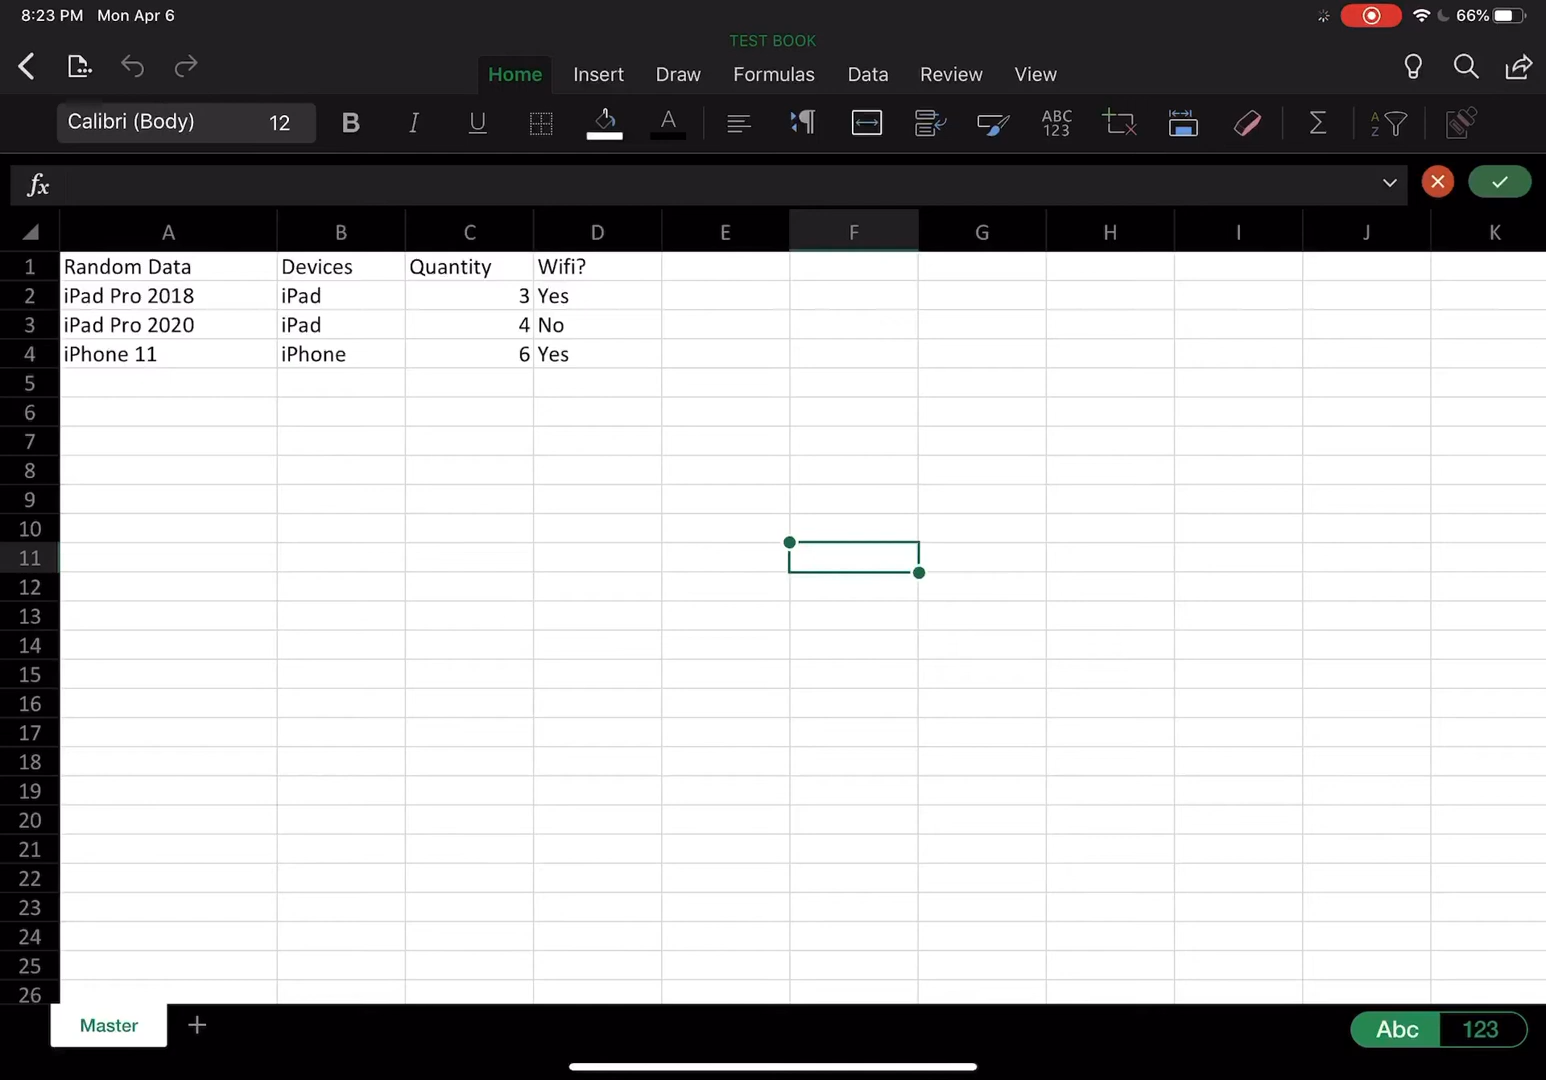 8:23 PM Mon Apr 6
66%
TEST BOOK
Home Insert Draw Formulas Data Review View
Calibri (Body) 12 B I U A ABC 123 Σ A Z
fx
A B C D E F G H I J K
1 Random Data Devices Quantity Wifi?
2 iPad Pro 2018 iPad 3 Yes
3 iPad Pro 2020 iPad 4 No
4 iPhone 11 iPhone 6 Yes
5
6
7
8
9
10
11
12
13
14
15
16
17
18
19
20
21
22
23
24
25
26
Master + Abc 123